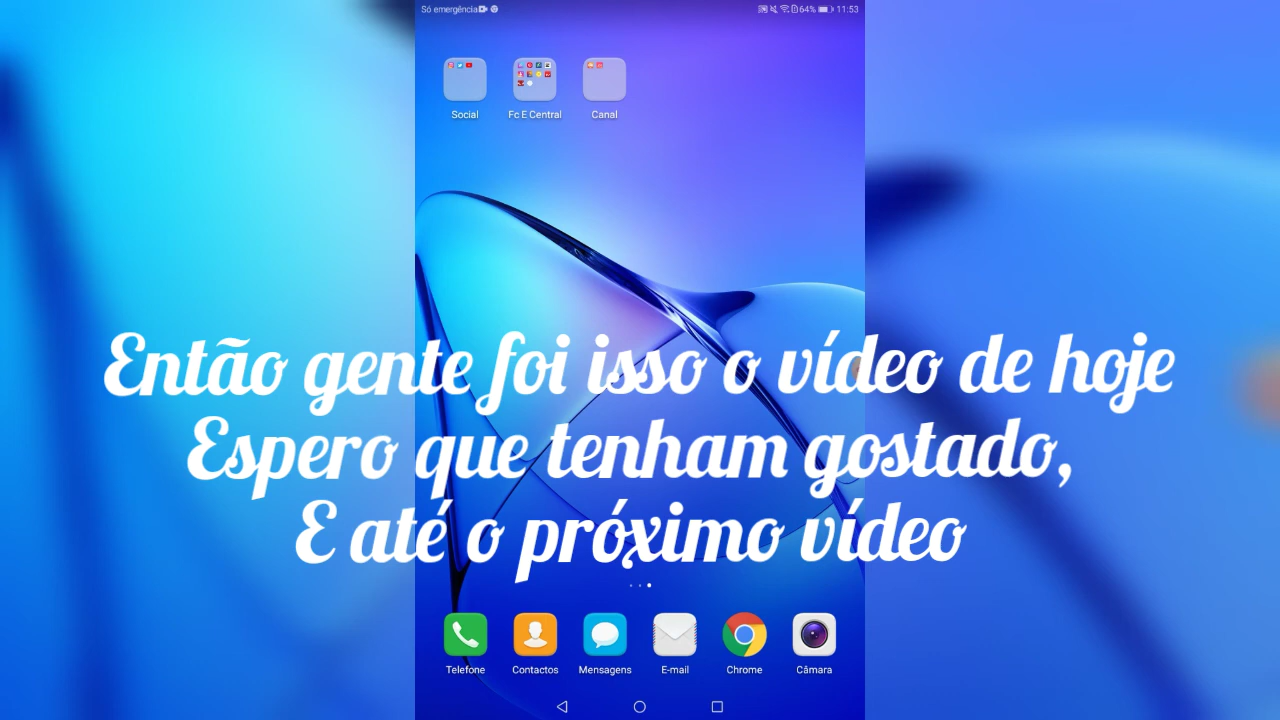 Só emergência 64% 11:53
Social Fc E Central Canal
Então gente foi isso o vídeo de hoje
Espero que tenham gostado,
E até o próximo vídeo
Telefone Contactos Mensagens E-mail Chrome Câmara